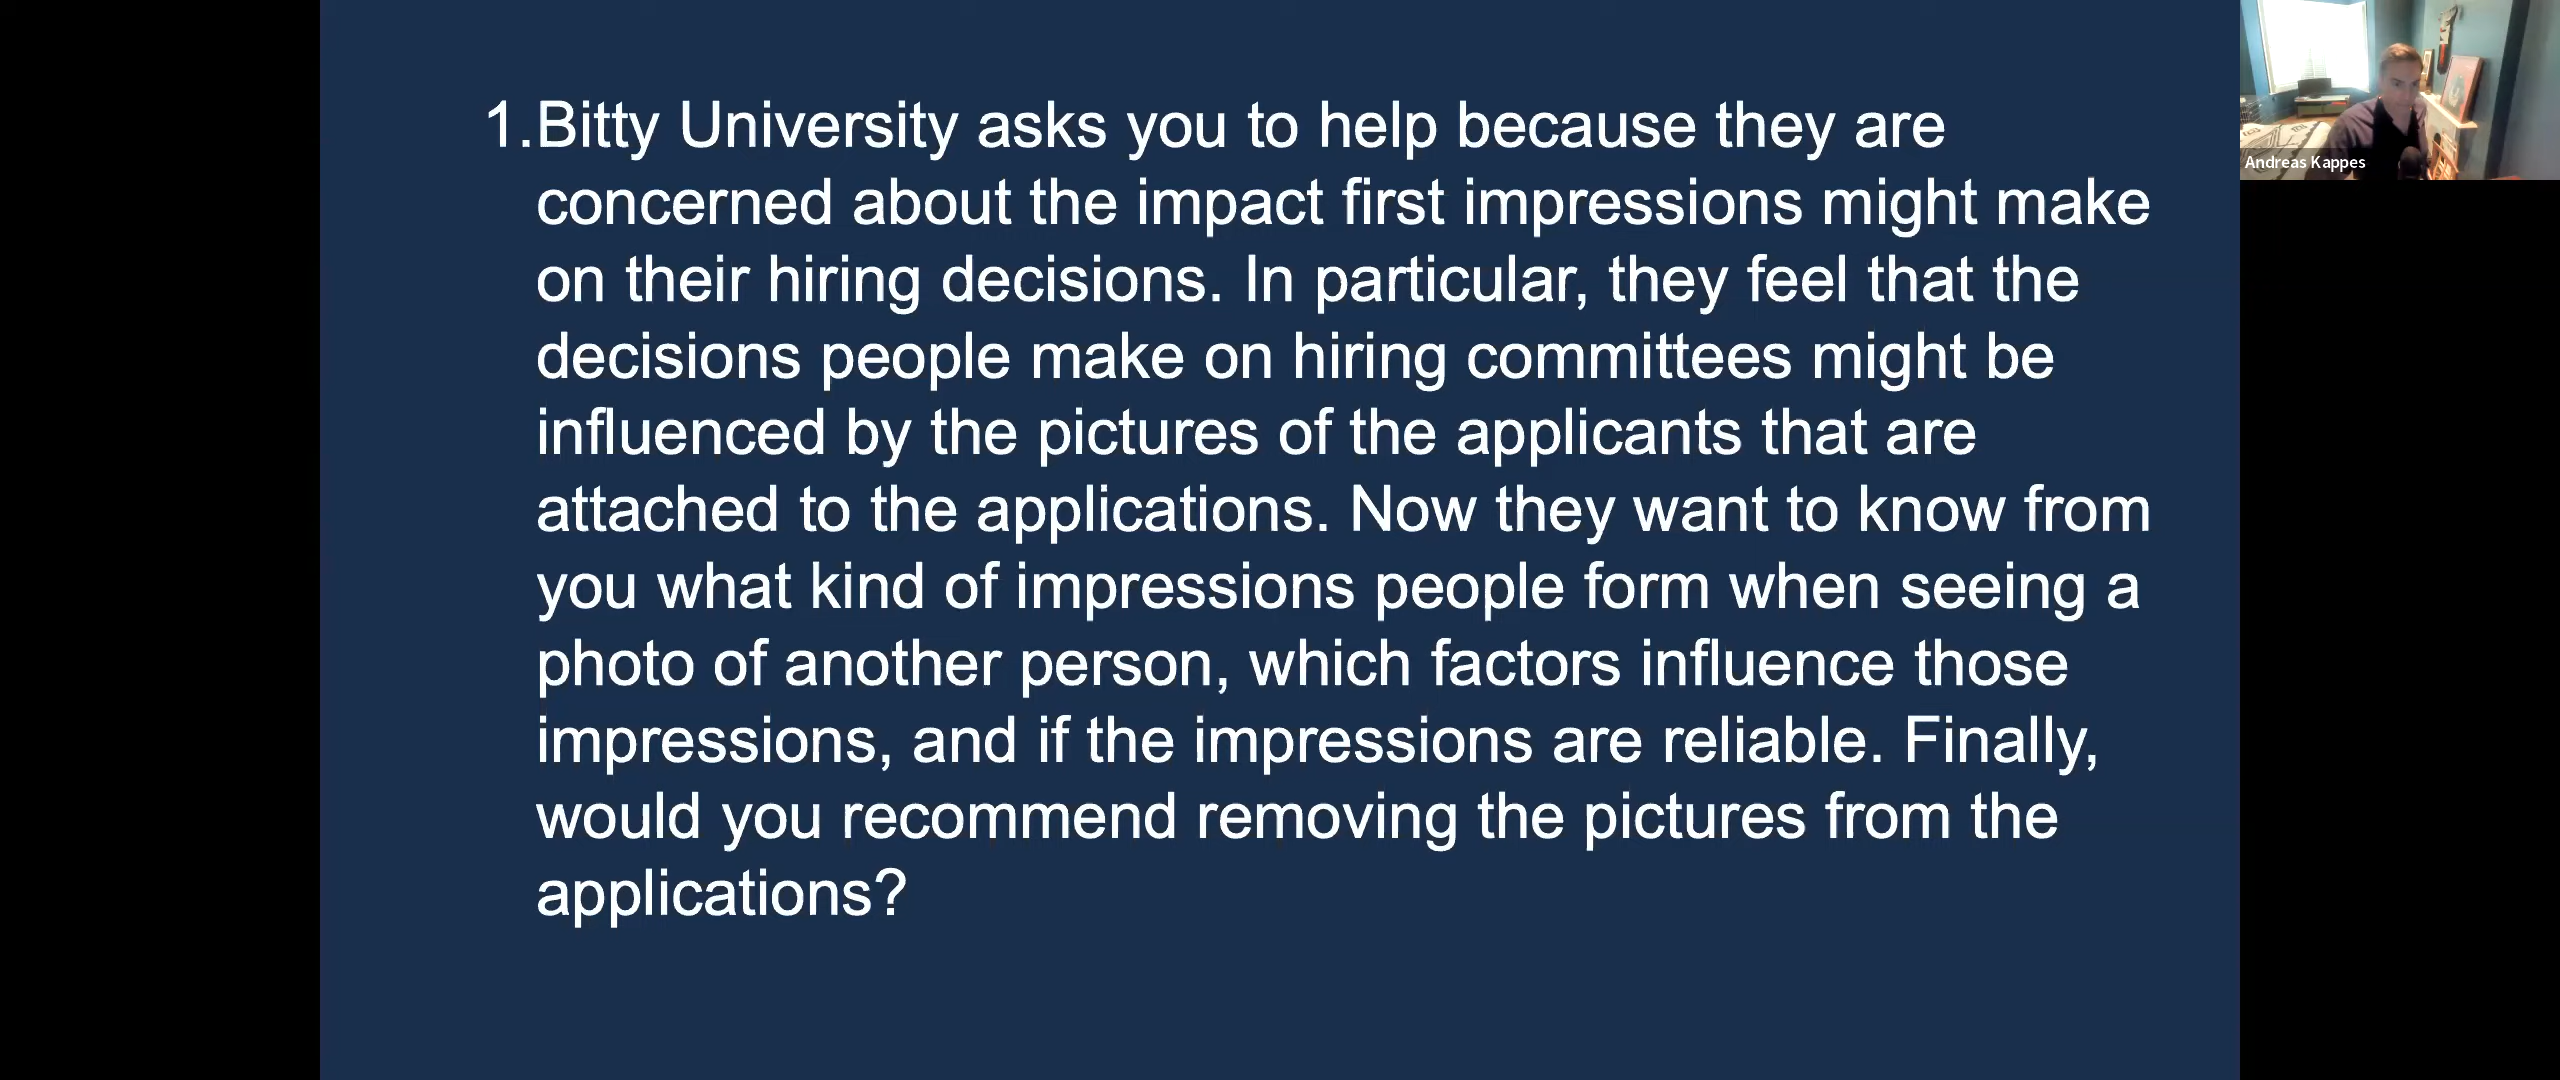 1.Bitty University asks you to help because they are
concerned about the impact first impressions might make
on their hiring decisions. In particular, they feel that the
decisions people make on hiring committees might be
influenced by the pictures of the applicants that are
attached to the applications. Now they want to know from
you what kind of impressions people form when seeing a
photo of another person, which factors influence those
impressions, and if the impressions are reliable. Finally,
would you recommend removing the pictures from the
applications?
Andreas Kappes